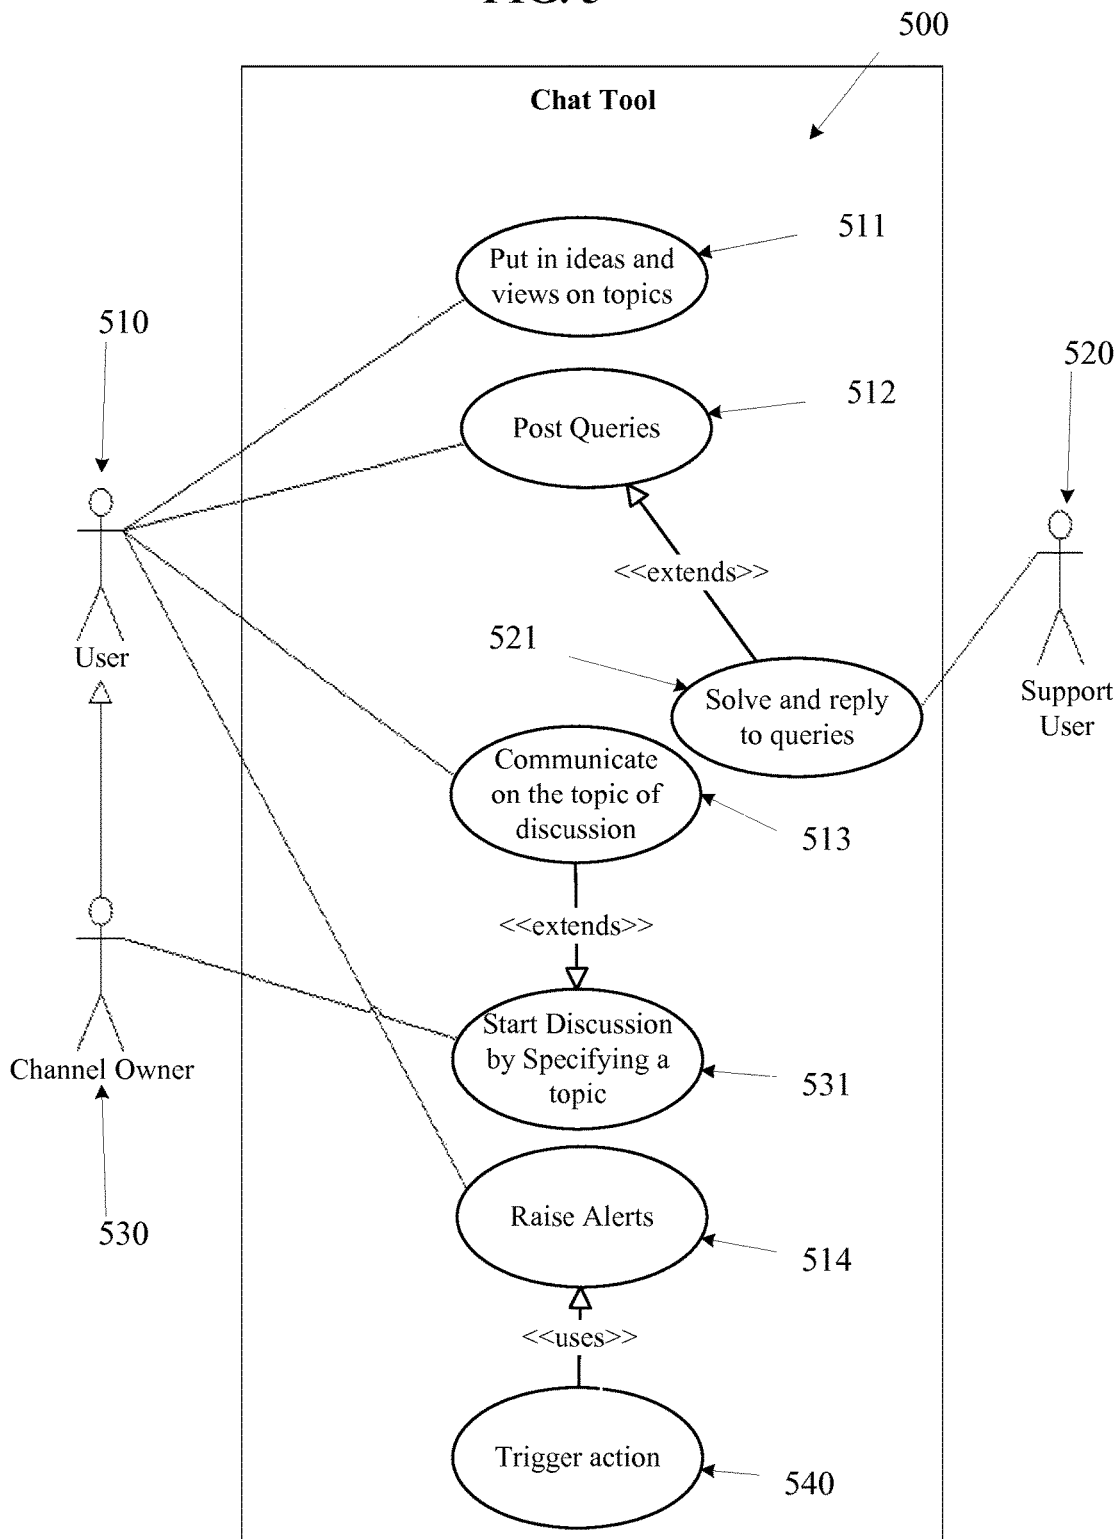 500
Chat Tool
511
Put in ideas and
views on topics
510
520
512
Post Queries
<<extends>>
521
User
Solve and reply
to queries
Support
User
Communicate
on the topic of
discussion
513
<<extends>>
Start Discussion
by Specifying a
topic
Channel Owner
531
530
Raise Alerts
514
<<uses>>
Trigger action
540